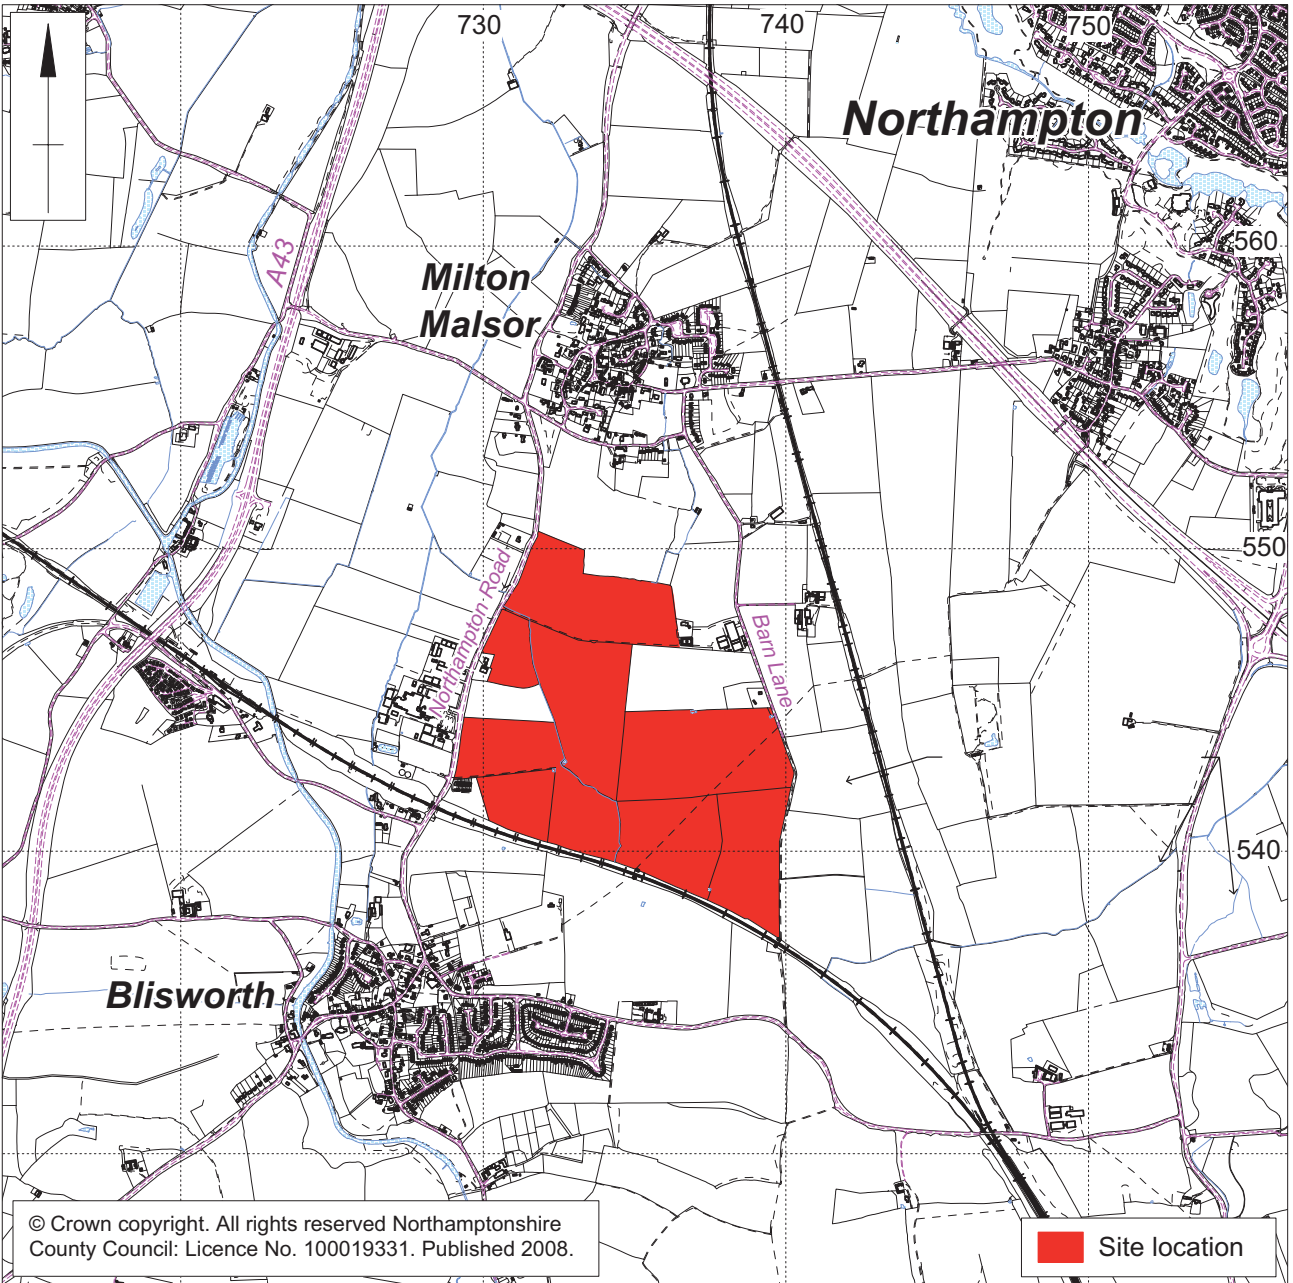 730
740
750
Northampton
560
A43
Milton
Malsor
550
Northampton Road
Barn Lane
540
Blisworth
© Crown copyright. All rights reserved Northamptonshire
County Council: Licence No. 100019331. Published 2008.
Site location